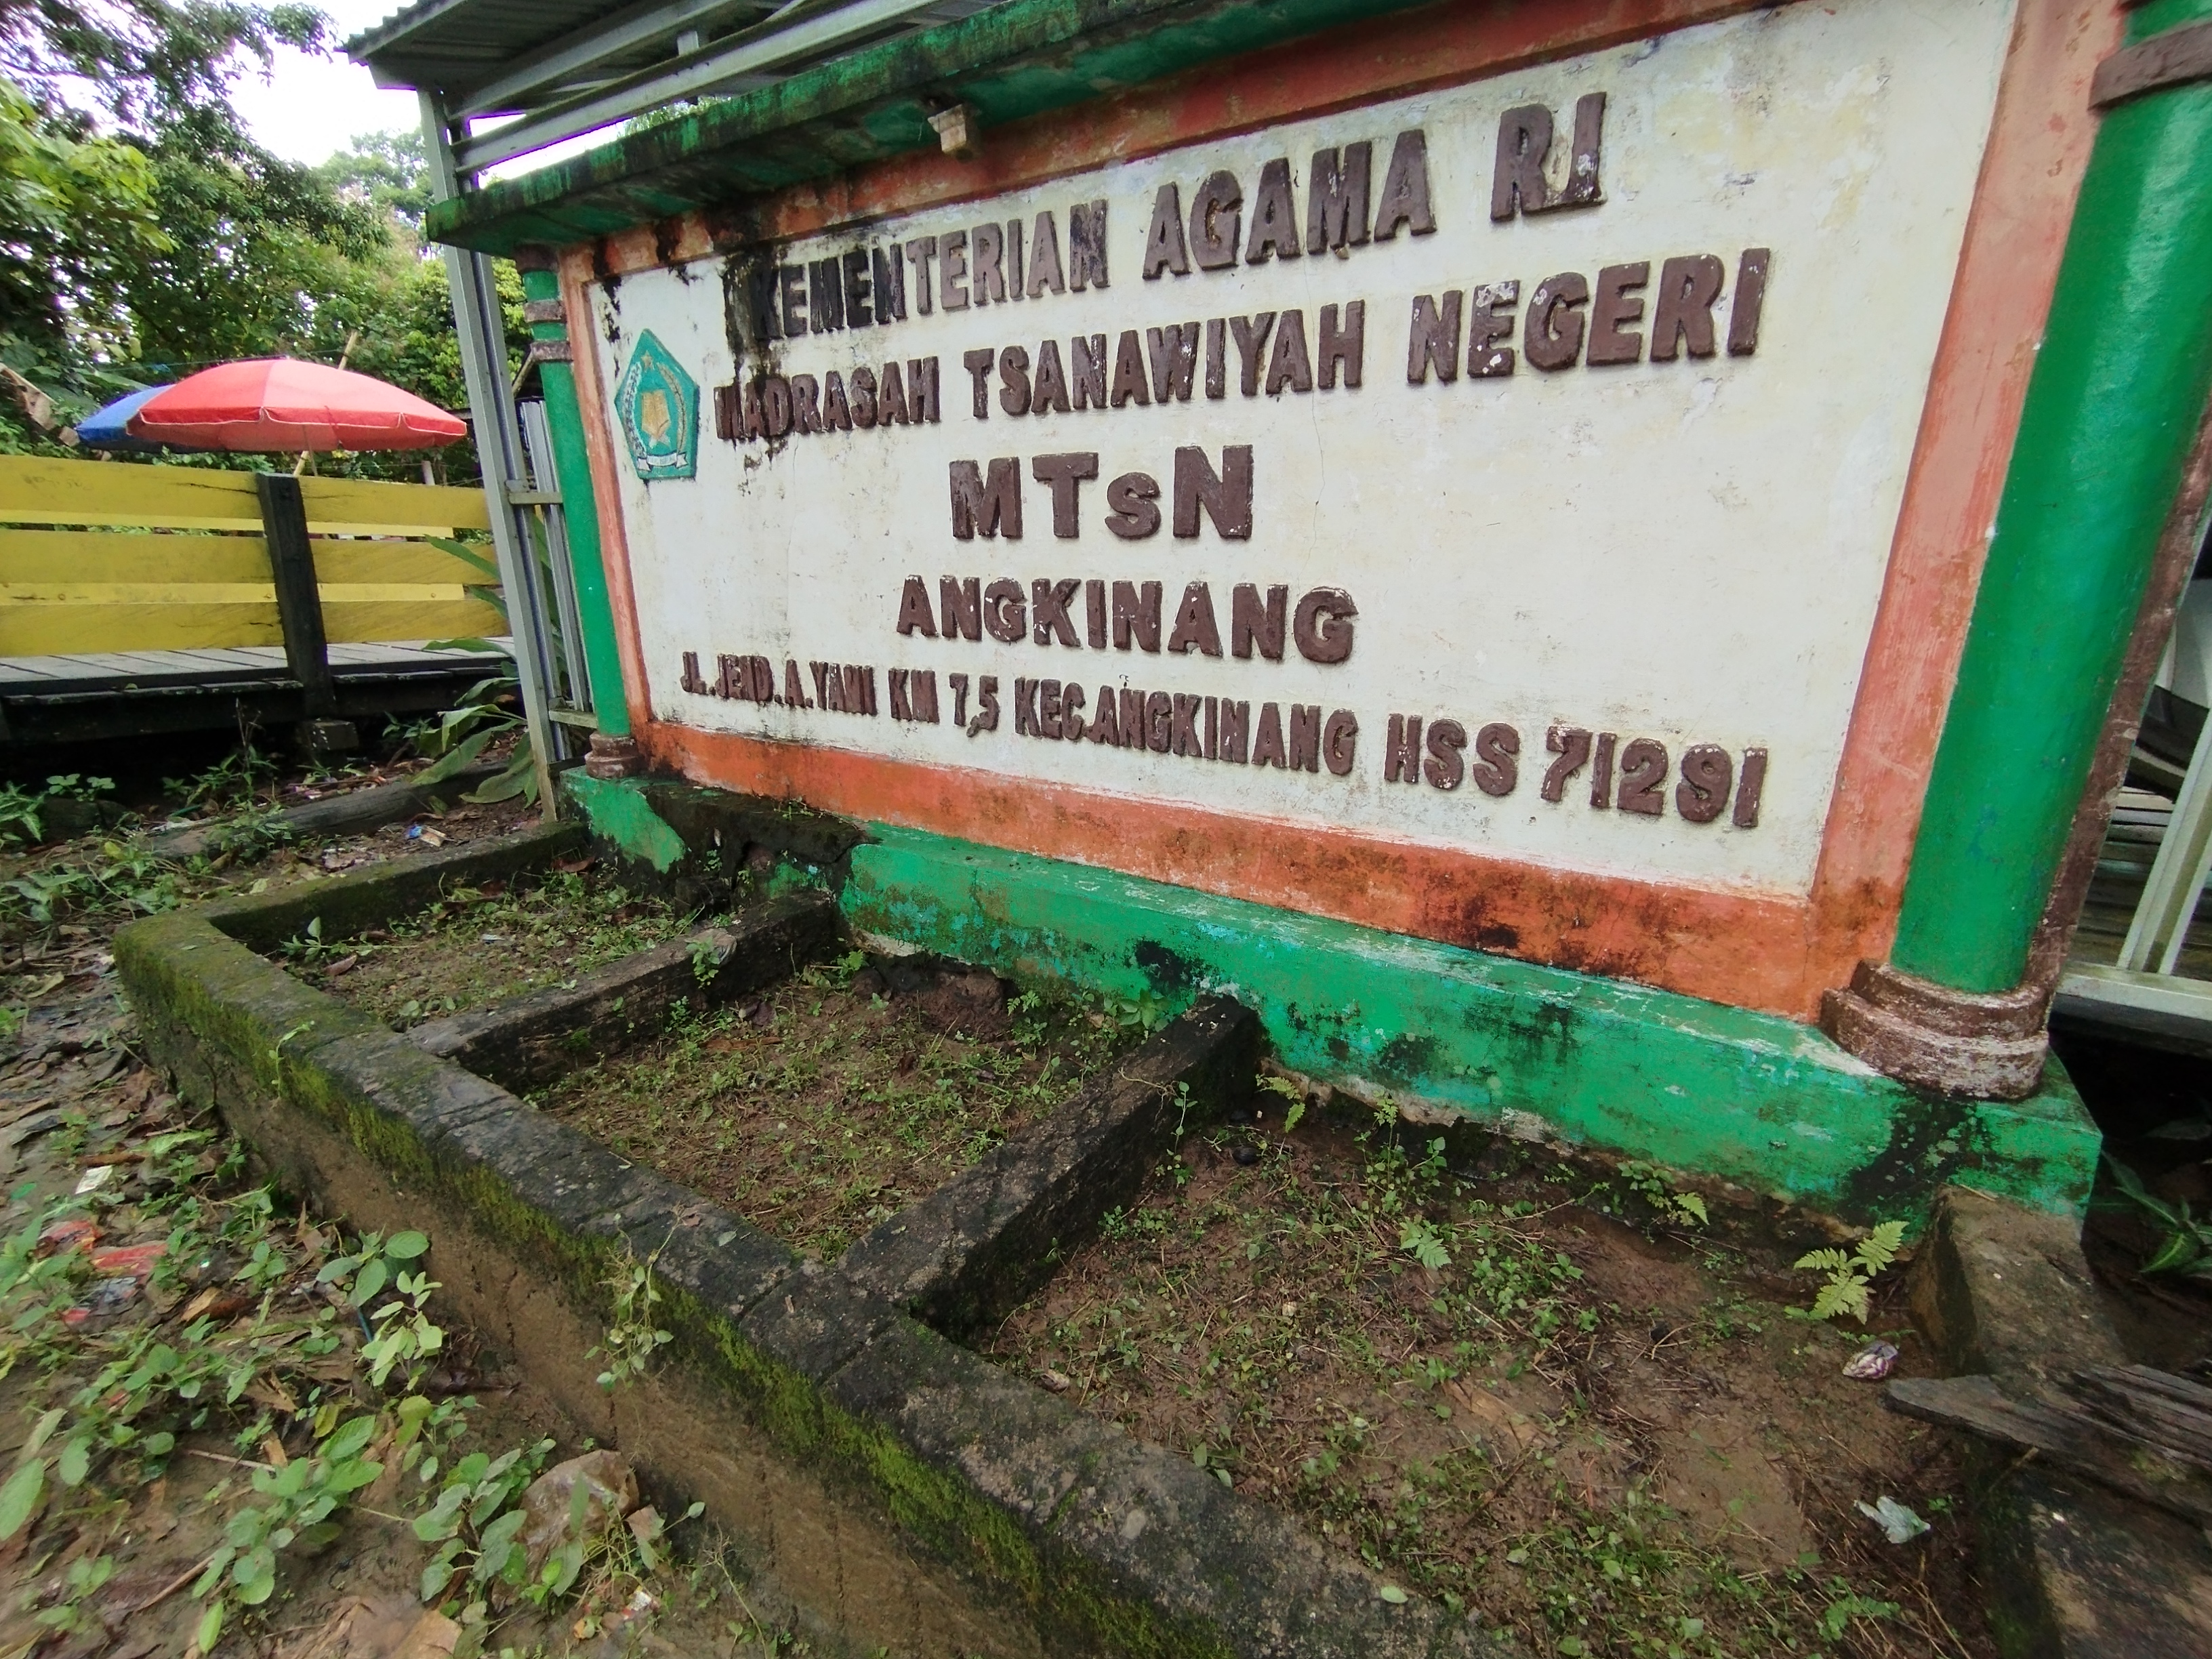 KEMENTERIAN AGAMA RI
MADRASAH TSANAWIYAH NEGERI
MTsN
ANGKINANG
JL.JEND.A.YANI KM 7,5 KEC.ANGKINANG HSS 71291